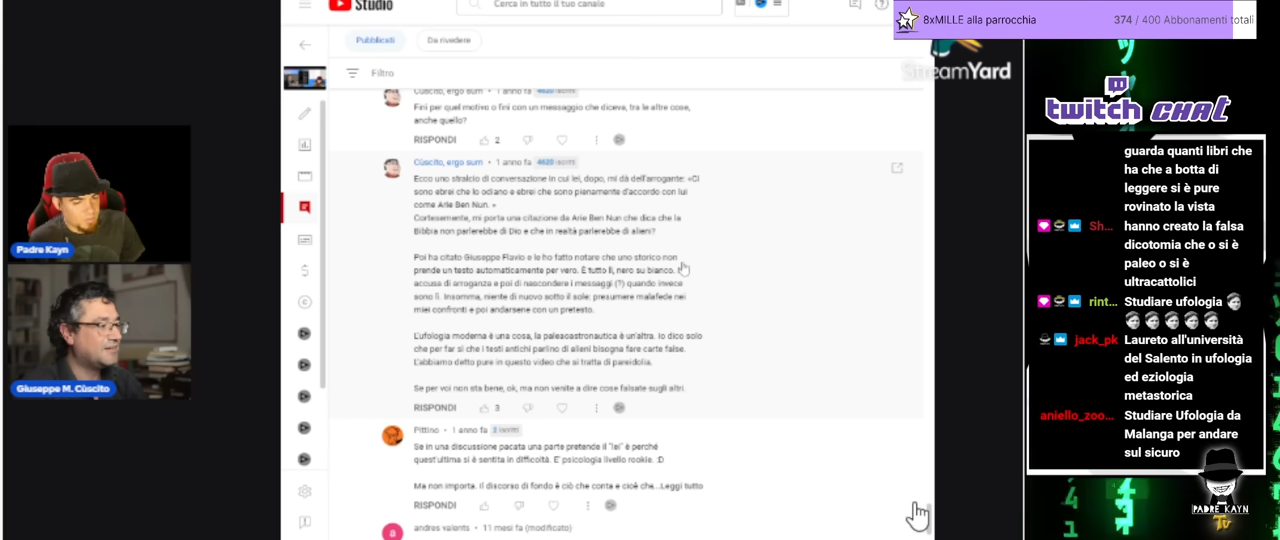 Studio
Cerca in tutto il tuo canale
8xMILLE alla parrocchia
374 / 400 Abbonamenti totali
Pubblicati
Da rivedere
StreamYard
Filtro
Cùscito, ergo sum • 1 anno fa 4620 iscritti
Finì per quel motivo o finì con un messaggio che diceva, tra le altre cose,
anche quello?
RISPONDI 2
Cùscito, ergo sum • 1 anno fa 4620 iscritti
Ecco uno stralcio di conversazione in cui lei, dopo, mi dà dell'arrogante: «Ci
sono ebrei che lo odiano e ebrei che sono pienamente d'accordo con lui
come Arie Ben Nun. »
Cortesemente, mi porta una citazione da Arie Ben Nun che dica che la
Bibbia non parlerebbe di Dio e che in realtà parlerebbe di alieni?
Poi ha citato Giuseppe Flavio e le ho fatto notare che uno storico non
prende un testo automaticamente per vero. È tutto lì, nero su bianco.
accusa di arroganza e poi di nascondere i messaggi (?) quando invece
sono lì. Insomma, niente di nuovo sotto il sole: presumere malafede nei
miei confronti e poi andarsene con un pretesto.
L'ufologia moderna è una cosa, la paleoastronautica è un'altra. Io dico solo
che per far sì che i testi antichi parlino di alieni bisogna fare carte false.
L'abbiamo detto pure in questo video che si tratta di pareidolia.
Se per voi non sta bene, ok, ma non venite a dire cose falsate sugli altri.
RISPONDI 3
Pittino • 1 anno fa 2 iscritti
Se in una discussione pacata una parte pretende il "lei" è perché
quest'ultima si è sentita in difficoltà. E' psicologia livello rookie. :D
Ma non importa. Il discorso di fondo è ciò che conta e cioè che...Leggi tutto
RISPONDI
a
andres valents • 11 mesi fa (modificato)
Padre Kayn
Giuseppe M. Cùscito
twitch CHAT
guarda quanti libri che
ha che a botta di
leggere si è pure
rovinato la vista
Sh... hanno creato la falsa
dicotomia che o si è
paleo o si è
ultracattolici
rint... Studiare ufologia
jack_pk Laureto all'università
del Salento in ufologia
ed eziologia
metastorica
aniello_zoo... Studiare Ufologia da
Malanga per andare
sul sicuro
PADRE KAYN
TV